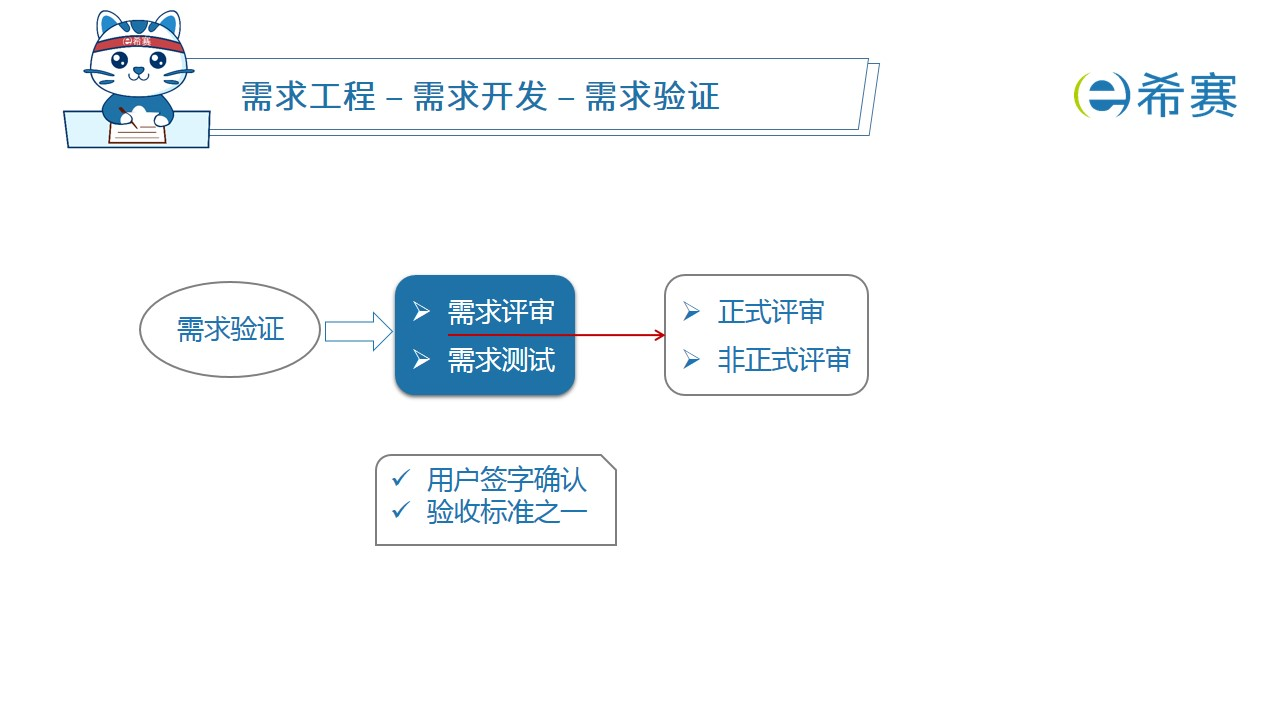 希赛
需求工程 – 需求开发 – 需求验证
希赛
需求验证
需求评审
需求测试
正式评审
非正式评审
用户签字确认
验收标准之一